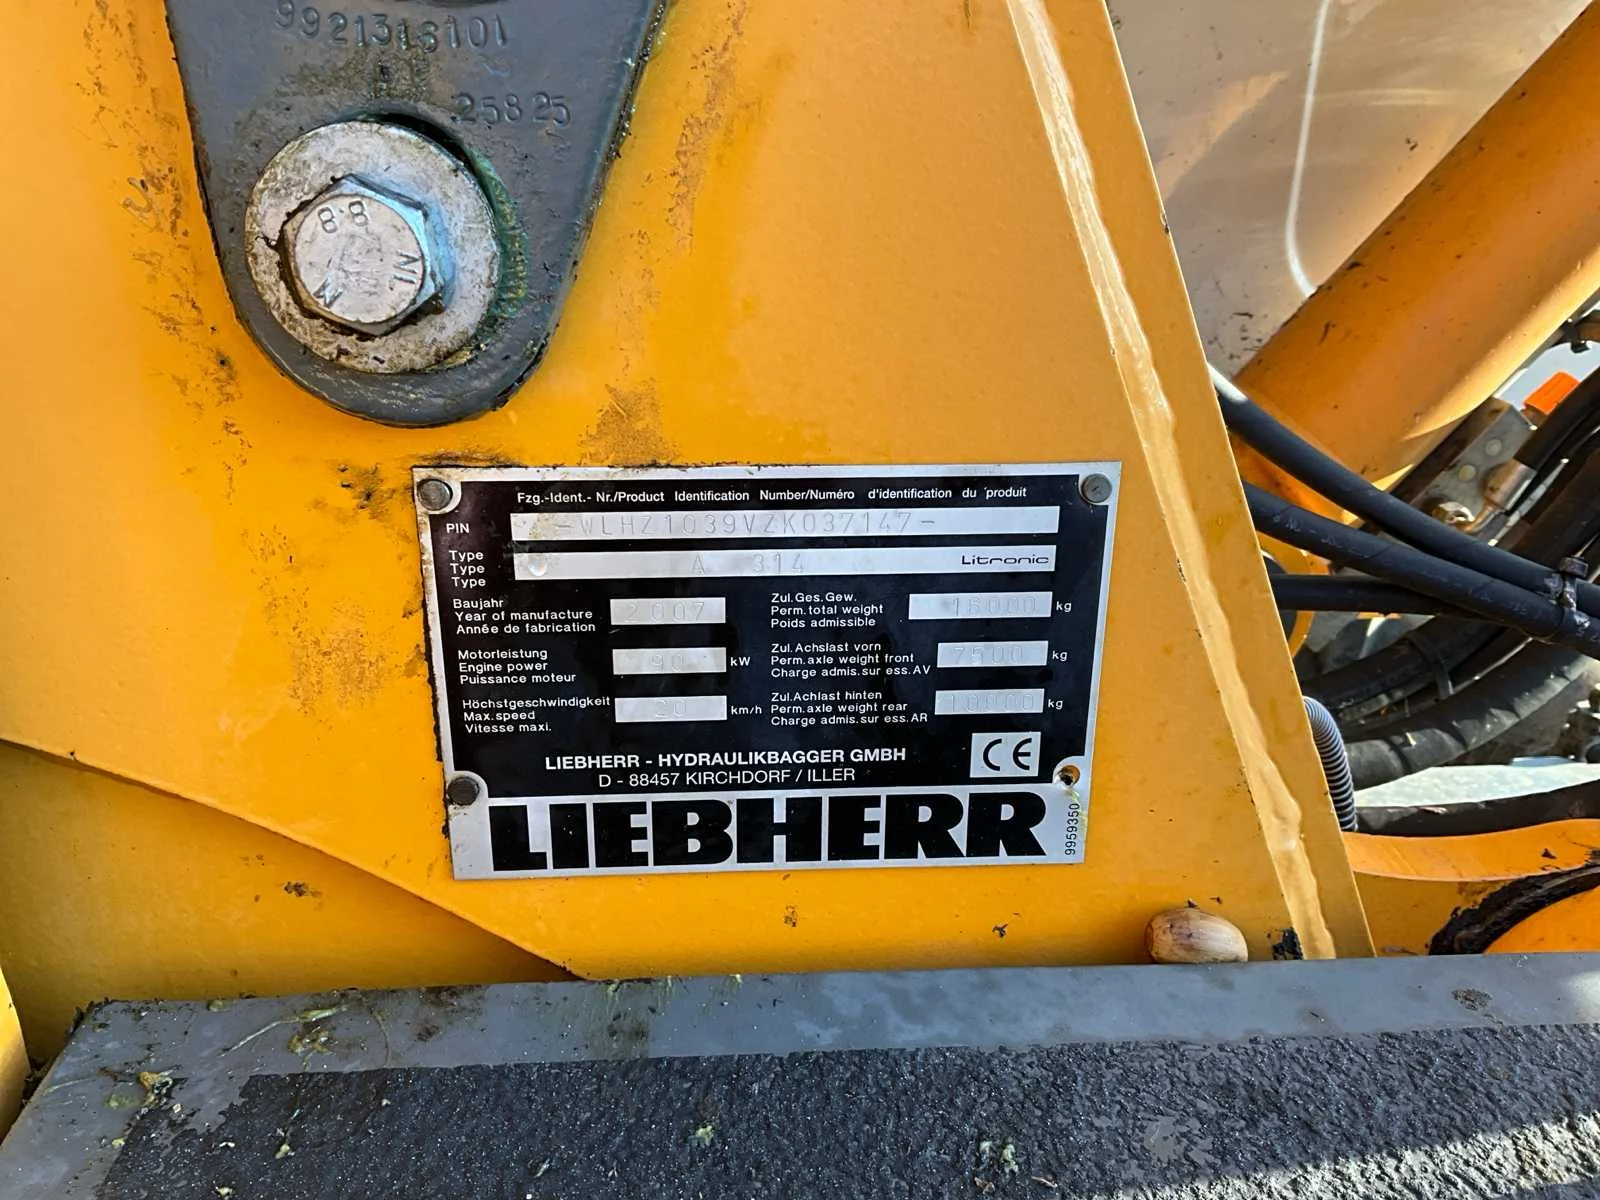 9921318101
25825
8.8
NL
M
Fzg.-Ident.- Nr./Product Identification Number/Numéro d'identification du produit
PIN -WLHZ1039VZK037147-
Type
Type A 314 Litronic
Type
Baujahr
Year of manufacture 2007
Année de fabrication
Zul.Ges.Gew.
Perm.total weight 16000 kg
Poids admissible
Motorleistung
Engine power 90 kW
Puissance moteur
Zul.Achslast vorn
Perm.axle weight front 7500 kg
Charge admis.sur ess.AV
Höchstgeschwindigkeit
Max.speed 20 km/h
Vitesse maxi.
Zul.Achlast hinten
Perm.axle weight rear 10000 kg
Charge admis.sur ess.AR
LIEBHERR - HYDRAULIKBAGGER GMBH
D - 88457 KIRCHDORF / ILLER
CE
LIEBHERR
9959350